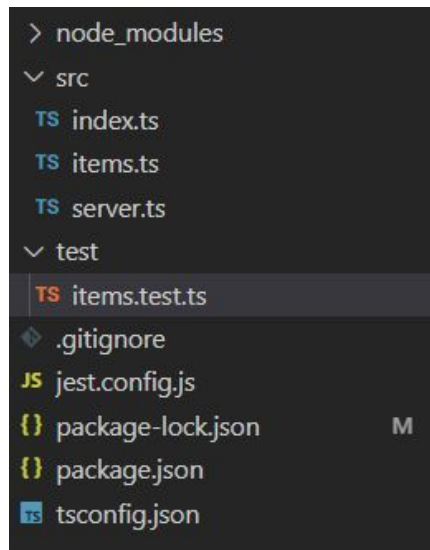 > node_modules
∨ src
TS index.ts
TS items.ts
TS server.ts
∨ test
TS items.test.ts
.gitignore
JS jest.config.js
{} package-lock.json M
{} package.json
TS tsconfig.json